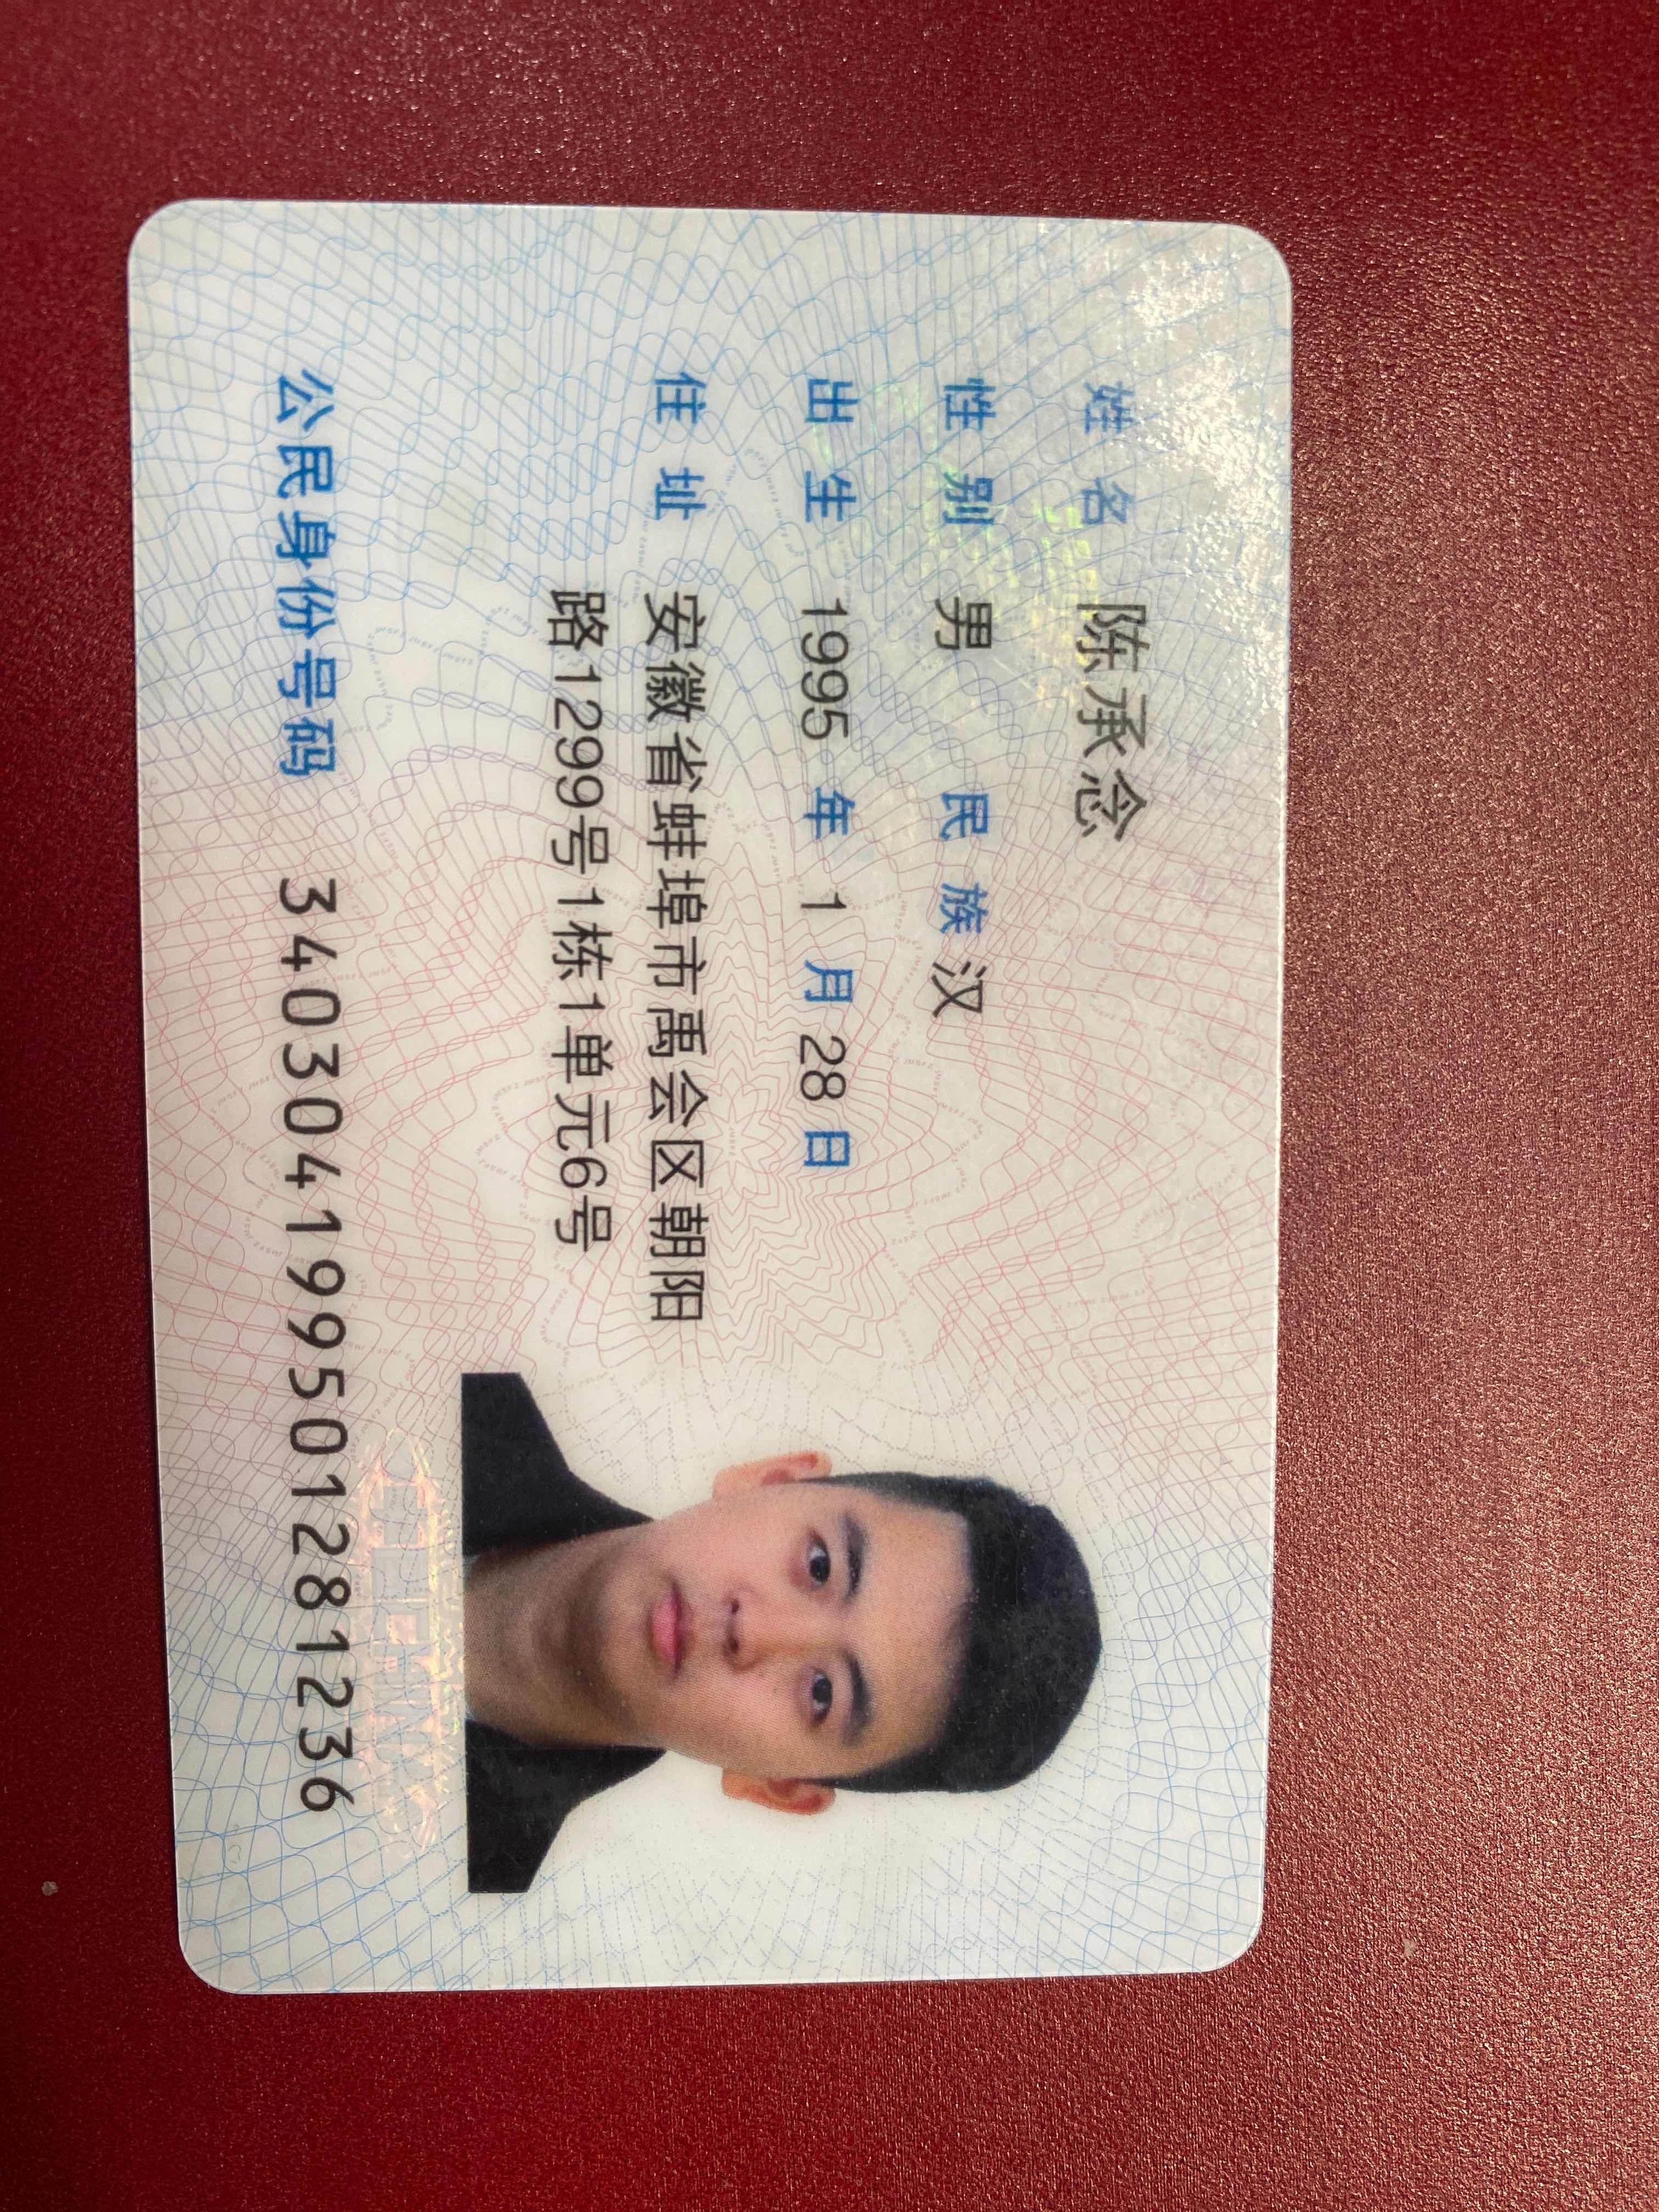 姓名 陈承念
性别 男 民族 汉
出生 1995 年 1 月 28 日
住址 安徽省蚌埠市禹会区朝阳
路1299号1栋1单元6号
公民身份号码 340304199501281236